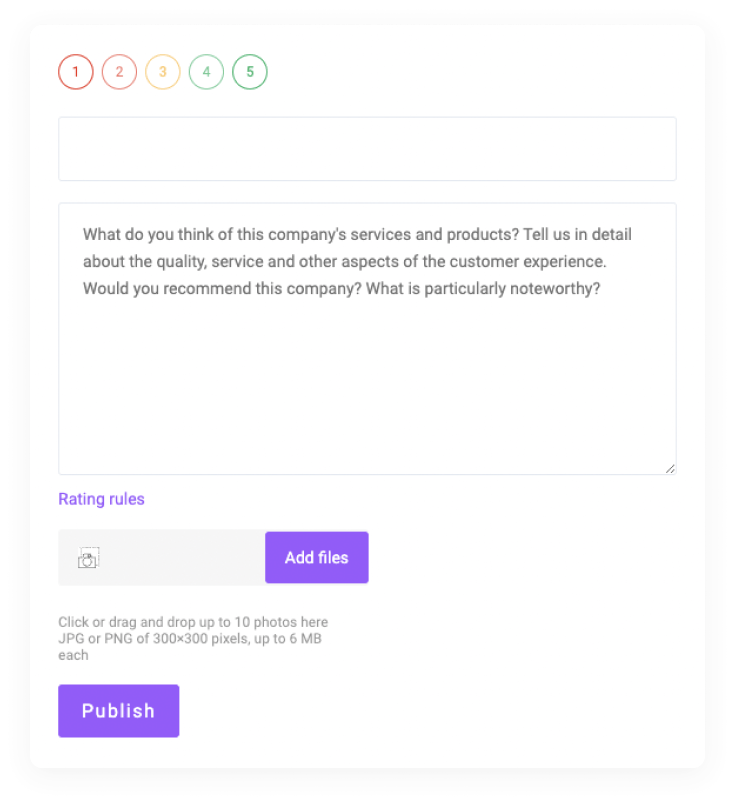 1 2 3 4 5
What do you think of this company's services and products? Tell us in detail
about the quality, service and other aspects of the customer experience.
Would you recommend this company? What is particularly noteworthy?
Rating rules
Add files
Click or drag and drop up to 10 photos here
JPG or PNG of 300×300 pixels, up to 6 MB
each
Publish